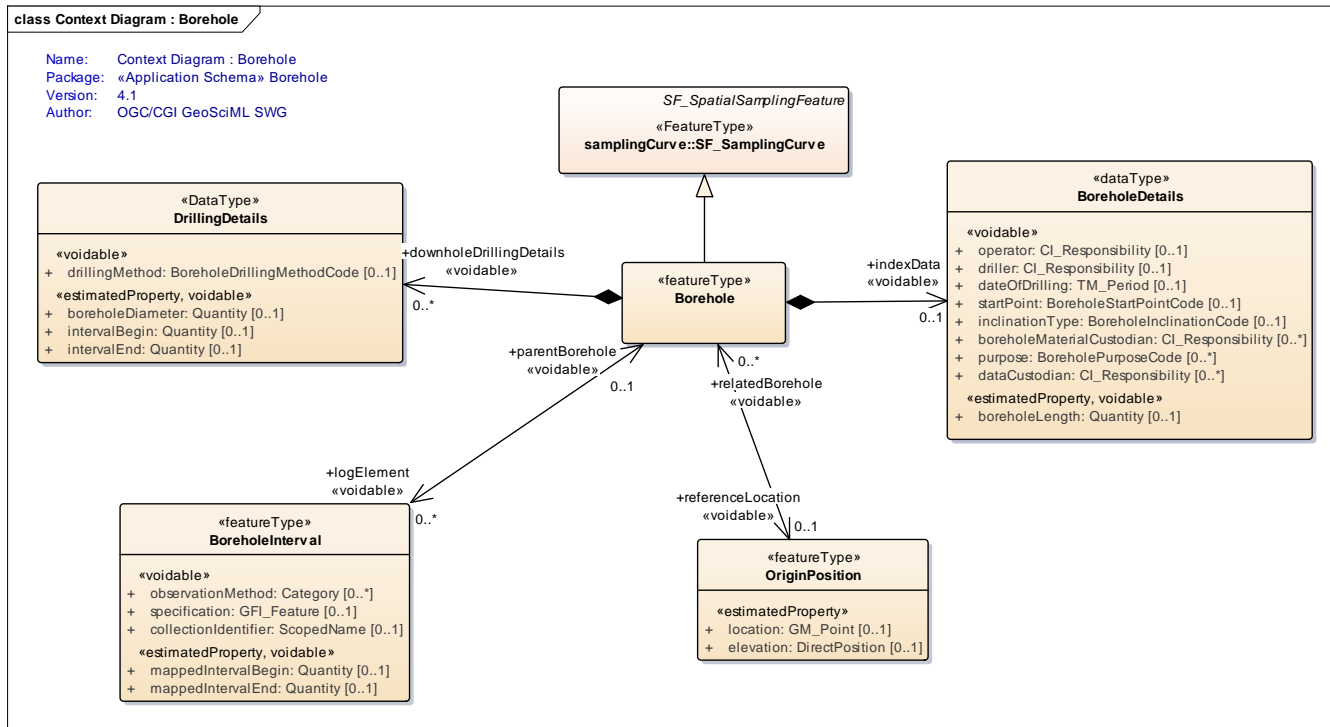 class Context Diagram : Borehole
Name: Context Diagram : Borehole
Package: «Application Schema» Borehole
Version: 4.1
Author: OGC/CGI GeoSciML SWG
SF_SpatialSamplingFeature
«FeatureType»
samplingCurve::SF_SamplingCurve
«DataType»
DrillingDetails
«voidable»
+ drillingMethod: BoreholeDrillingMethodCode [0..1]
«estimatedProperty, voidable»
+ boreholeDiameter: Quantity [0..1]
+ intervalBegin: Quantity [0..1]
+ intervalEnd: Quantity [0..1]
+downholeDrillingDetails
«voidable»
0..*
«featureType»
Borehole
+indexData
«voidable»
0..1
«dataType»
BoreholeDetails
«voidable»
+ operator: CI_Responsibility [0..1]
+ driller: CI_Responsibility [0..1]
+ dateOfDrilling: TM_Period [0..1]
+ startPoint: BoreholeStartPointCode [0..1]
+ inclinationType: BoreholeInclinationCode [0..1]
+ boreholeMaterialCustodian: CI_Responsibility [0..*]
+ purpose: BoreholePurposeCode [0..*]
+ dataCustodian: CI_Responsibility [0..*]
«estimatedProperty, voidable»
+ boreholeLength: Quantity [0..1]
+parentBorehole
«voidable»
0..1
0..*
+relatedBorehole
«voidable»
+logElement
«voidable»
0..*
+referenceLocation
«voidable»
0..1
«featureType»
BoreholeInterval
«voidable»
+ observationMethod: Category [0..*]
+ specification: GFI_Feature [0..1]
+ collectionIdentifier: ScopedName [0..1]
«estimatedProperty, voidable»
+ mappedIntervalBegin: Quantity [0..1]
+ mappedIntervalEnd: Quantity [0..1]
«featureType»
OriginPosition
«estimatedProperty»
+ location: GM_Point [0..1]
+ elevation: DirectPosition [0..1]